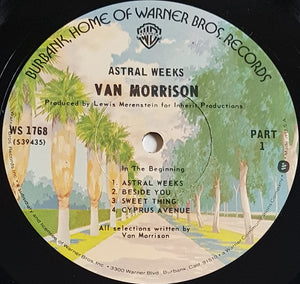 BURBANK, HOME OF WARNER BROS. RECORDS
ASTRAL WEEKS
VAN MORRISON
Produced by Lewis Merenstein for Inherit Productions
WS 1768
(S39435)
PART
1
In The Beginning
1 ASTRAL WEEKS
2 BESIDE YOU
3 SWEET THING
4 CYPRUS AVENUE
All selections written by
Van Morrison
3300 Warner Blvd., Burbank, Calif.